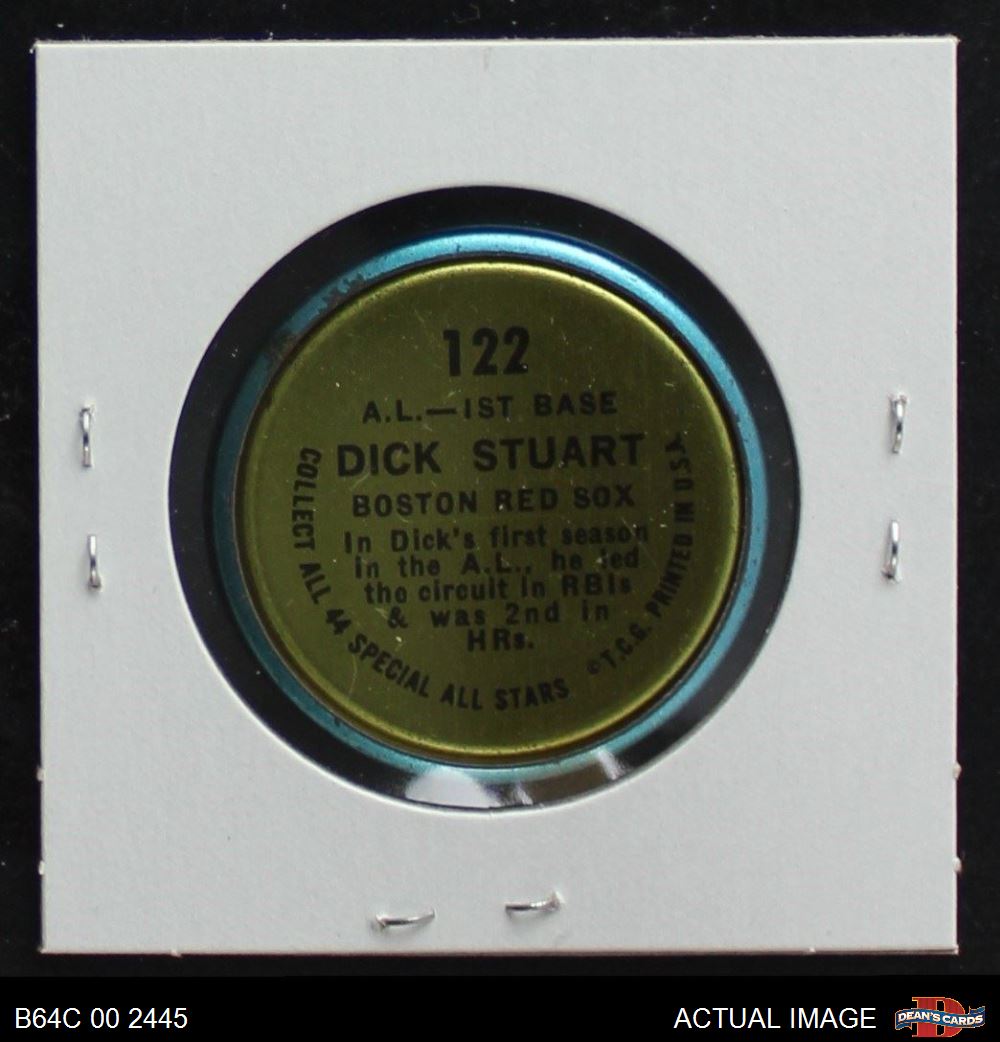 122
A.L.—1ST BASE
DICK STUART
BOSTON RED SOX
In Dick's first season
in the A.L., he led
the circuit in RBIs
& was 2nd in
HRs.
COLLECT ALL 44 SPECIAL ALL STARS
©T.C.G. PRINTED IN U.S.A.
B64C 00 2445
ACTUAL IMAGE
D
DEAN'S CARDS